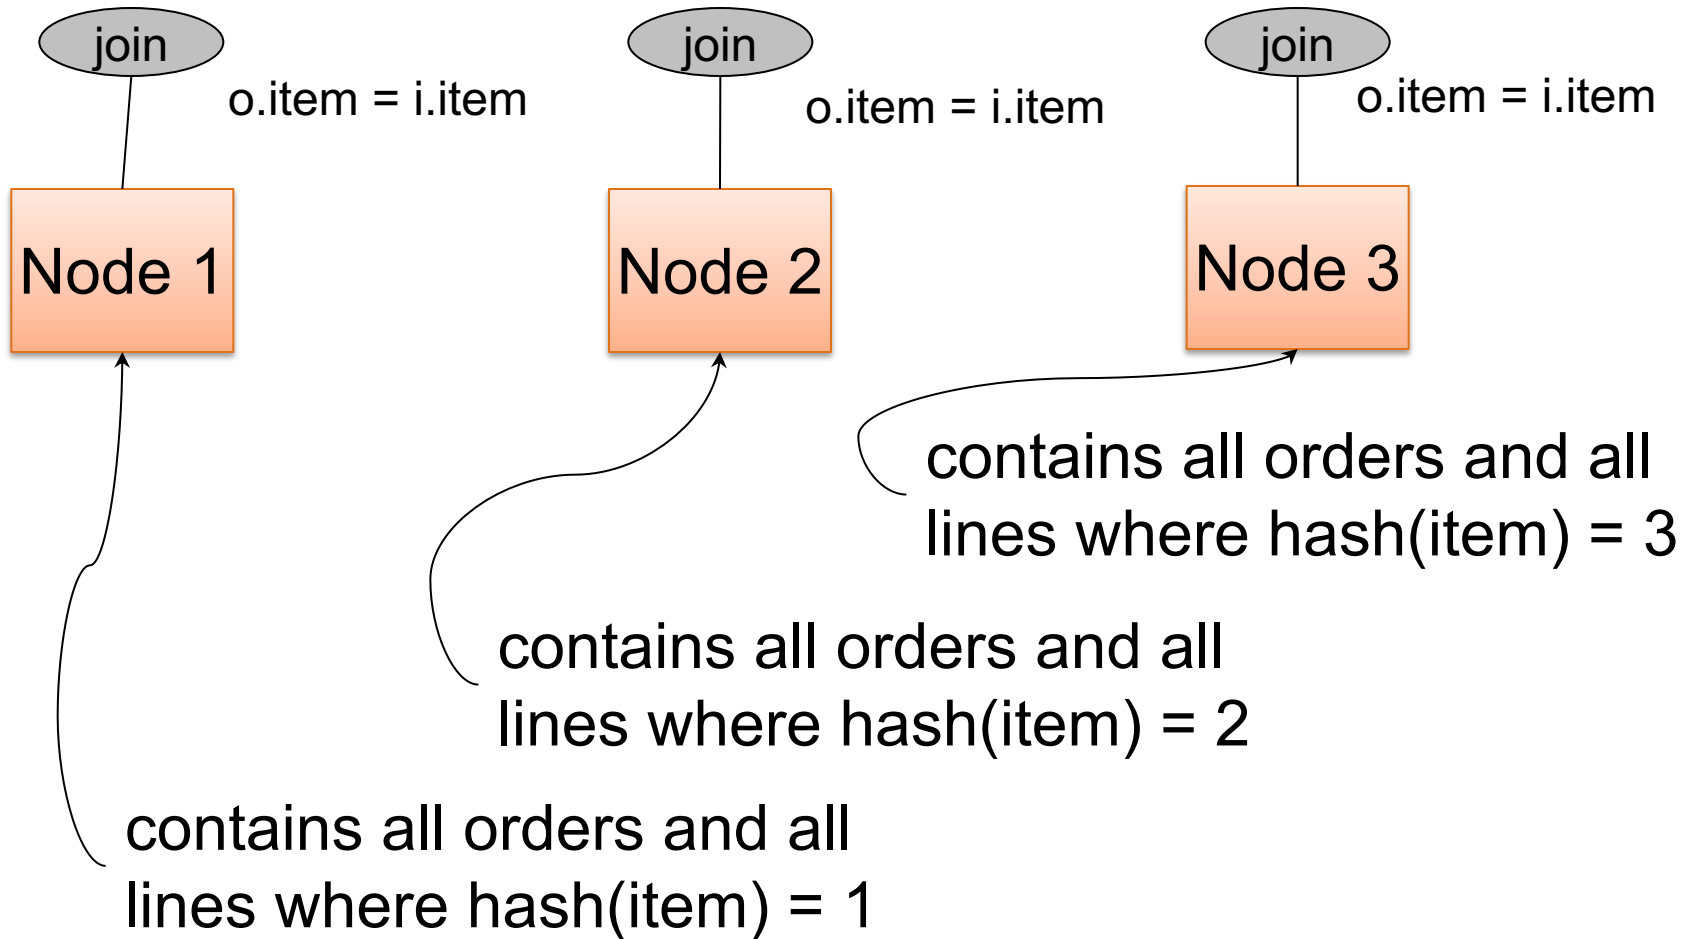 join
join
join
o.item = i.item
o.item = i.item
o.item = i.item
Node 1
Node 2
Node 3
contains all orders and all
lines where hash(item) = 3
contains all orders and all
lines where hash(item) = 2
contains all orders and all
lines where hash(item) = 1